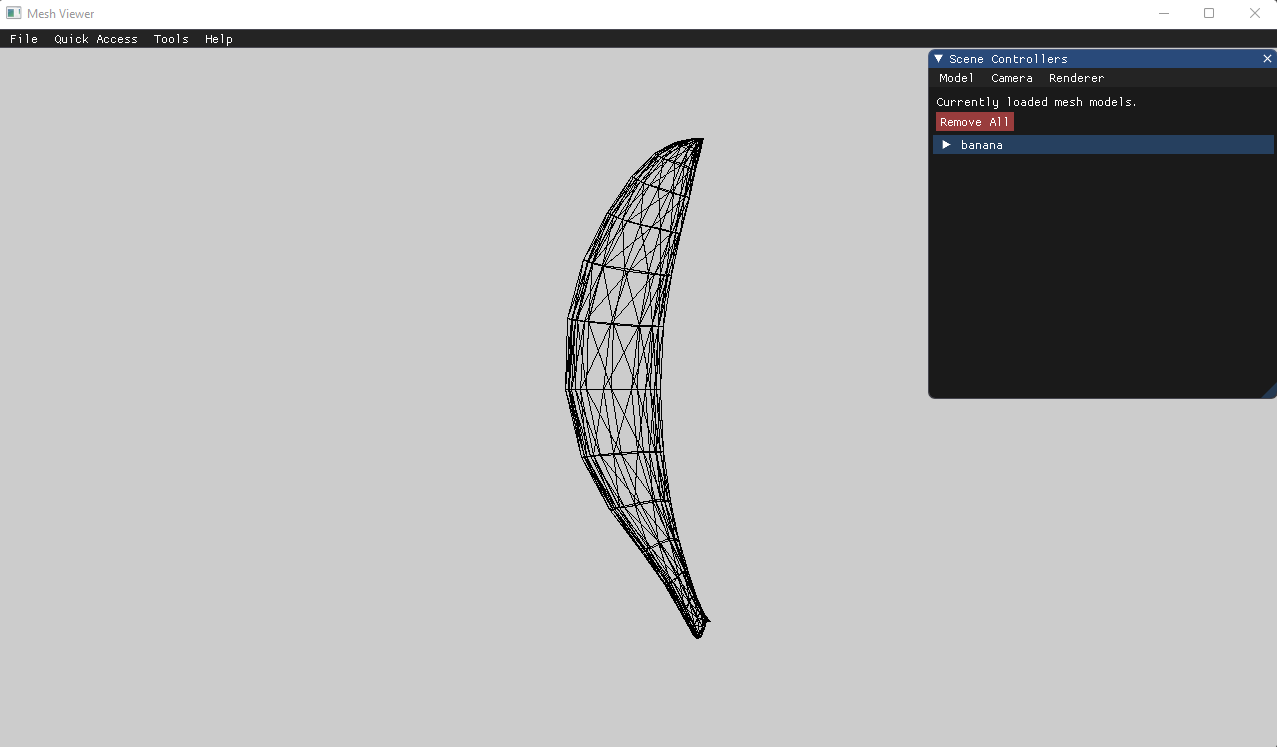 Mesh Viewer
File Quick Access Tools Help
Scene Controllers
Model Camera Renderer
Currently loaded mesh models.
Remove All
banana